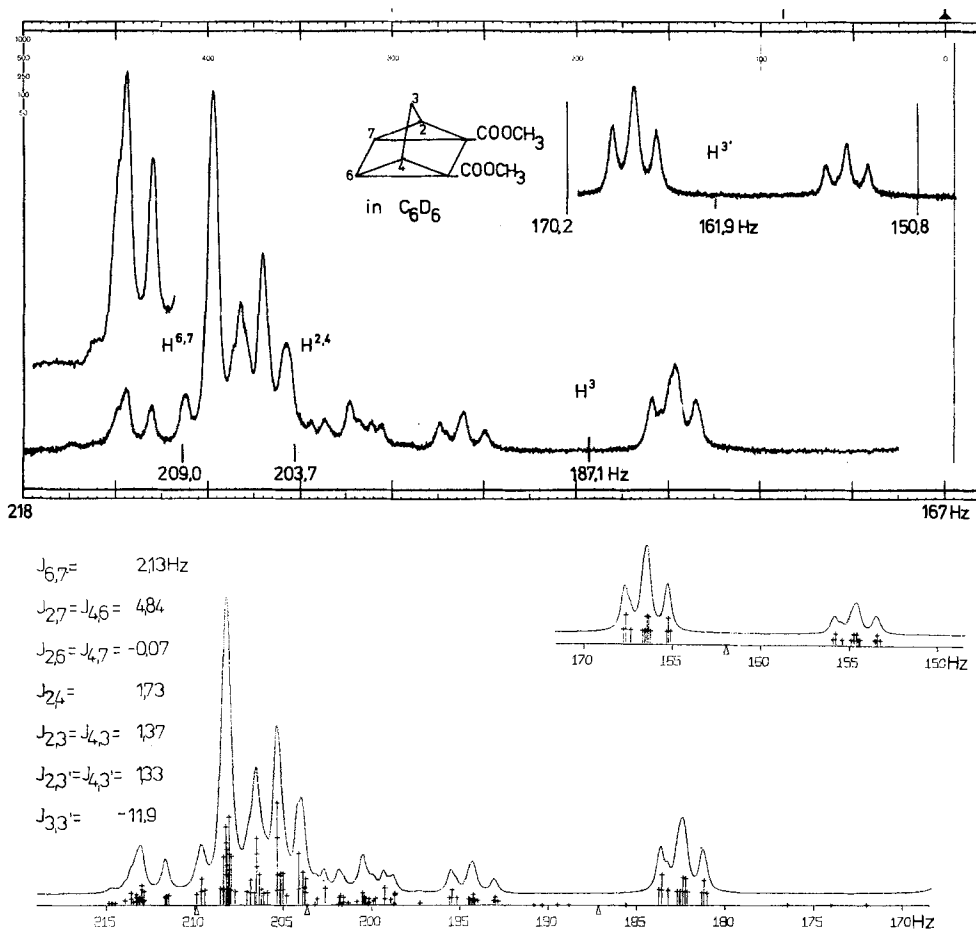 1000
500
250
100
50
400
300
200
100
0
3
2
7
4
6
COOCH3
COOCH3
in C6D6
H3'
170,2
161,9 Hz
150,8
H6,7
H2,4
H3
209,0
203,7
187,1 Hz
218
167 Hz
J6,7= 2,13Hz
J2,7= J4,6= 4,84
J2,6= J4,7= -0,07
J2,4= 1,73
J2,3= J4,3= 1,37
J2,3'= J4,3'= 1,33
J3,3'= -11,9
170 165 160 155 150 Hz
215 210 205 200 195 190 185 180 175 170 Hz